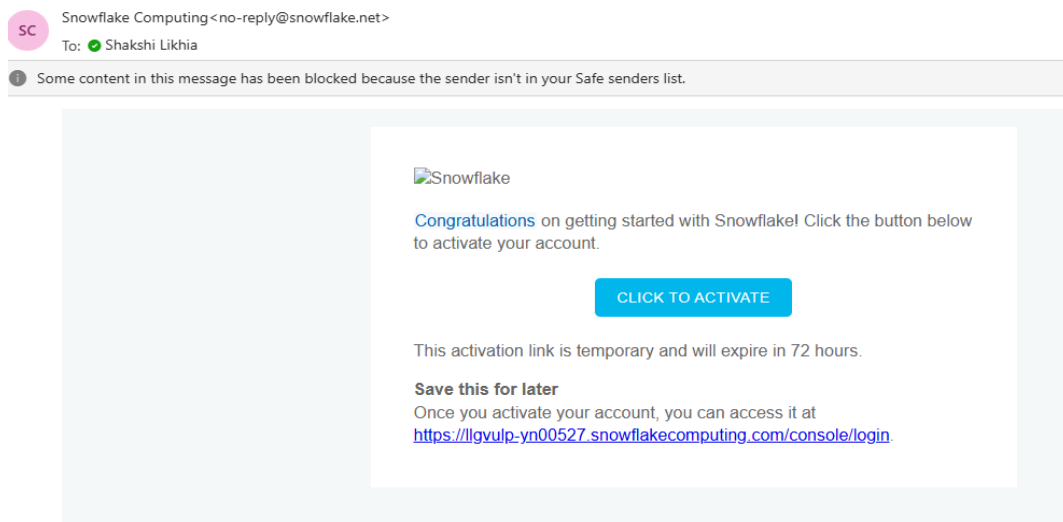 SC
Snowflake Computing<no-reply@snowflake.net>
To: Shakshi Likhia
Some content in this message has been blocked because the sender isn't in your Safe senders list.
Snowflake
Congratulations on getting started with Snowflake! Click the button below
to activate your account.
CLICK TO ACTIVATE
This activation link is temporary and will expire in 72 hours.
Save this for later
Once you activate your account, you can access it at
https://llgvulp-yn00527.snowflakecomputing.com/console/login.